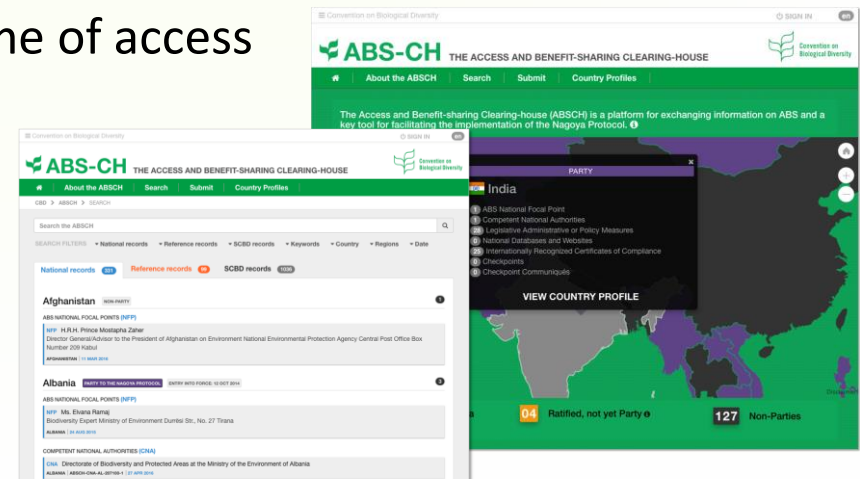 ne of access
Convention on Biological Diversity
SIGN IN
en
ABS-CH THE ACCESS AND BENEFIT-SHARING CLEARING-HOUSE
Convention on
Biological Diversity
About the ABSCH Search Submit Country Profiles
The Access and Benefit-sharing Clearing-house (ABSCH) is a platform for exchanging information on ABS and a
key tool for facilitating the implementation of the Nagoya Protocol.
PARTY
India
1 ABS National Focal Point
1 Competent National Authorities
Legislative Administrative or Policy Measures
0 National Databases and Websites
25 Internationally Recognized Certificates of Compliance
0 Checkpoints
0 Checkpoint Communiqués
VIEW COUNTRY PROFILE
04 Ratified, not yet Party
127 Non-Parties
Convention on Biological Diversity
SIGN IN
en
ABS-CH THE ACCESS AND BENEFIT-SHARING CLEARING-HOUSE
Convention on
Biological Diversity
About the ABSCH Search Submit Country Profiles
CBD > ABSCH > SEARCH
Search the ABSCH
SEARCH FILTERS: National records Reference records SCBD records Keywords Country Regions Date
National records Reference records SCBD records
Afghanistan NON-PARTY 1
ABS NATIONAL FOCAL POINTS (NFP)
NFP H.R.H. Prince Mostapha Zaher
Director General/Advisor to the President of Afghanistan on Environment National Environmental Protection Agency Central Post Office Box
Number 209 Kabul
AFGHANISTAN | 11 MAR 2016
Albania PARTY TO THE NAGOYA PROTOCOL ENTRY INTO FORCE: 12 OCT 2014
ABS NATIONAL FOCAL POINTS (NFP)
NFP Ms. Elvana Ramaj
Biodiversity Expert Ministry of Environment Durrësi Str., No. 27 Tirana
ALBANIA | 24 AUG 2010
COMPETENT NATIONAL AUTHORITIES (CNA)
CNA Directorate of Biodiversity and Protected Areas at the Ministry of the Environment of Albania